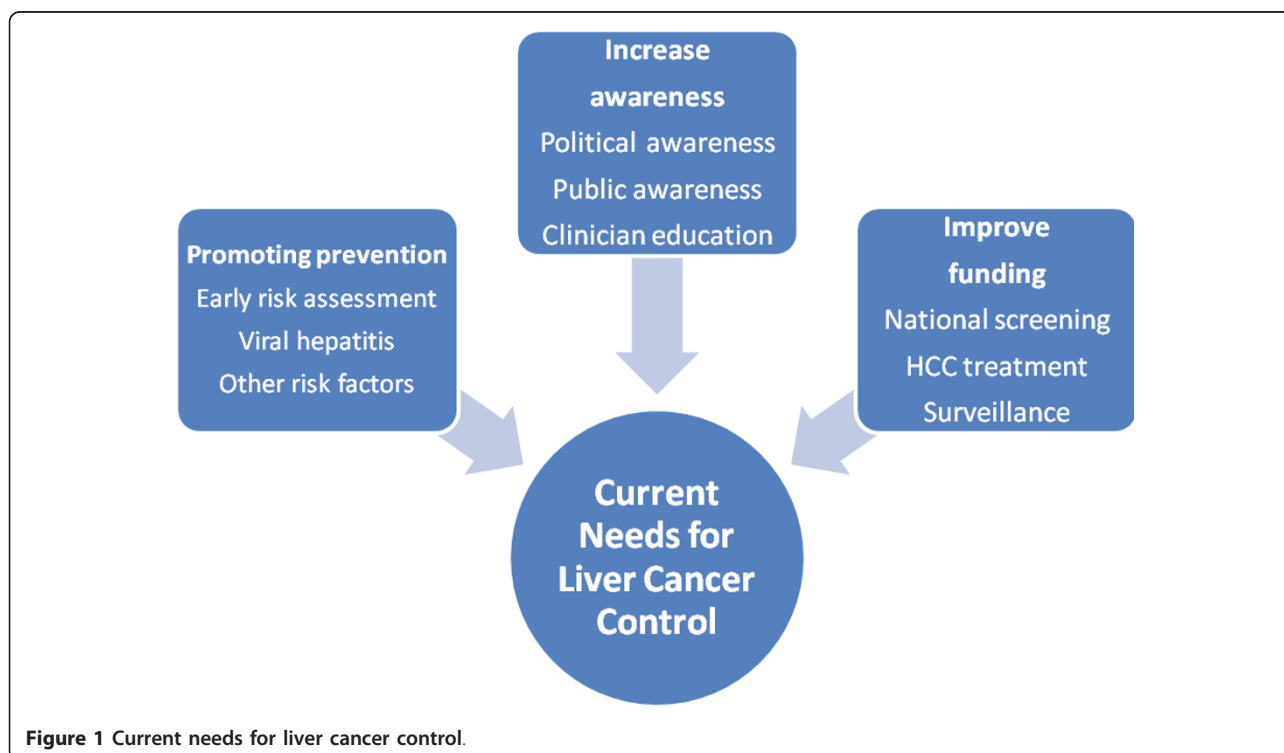 Increase
awareness
Political awareness
Public awareness
Clinician education
Promoting prevention
Early risk assessment
Viral hepatitis
Other risk factors
Improve
funding
National screening
HCC treatment
Surveillance
Current
Needs for
Liver Cancer
Control
Figure 1 Current needs for liver cancer control.